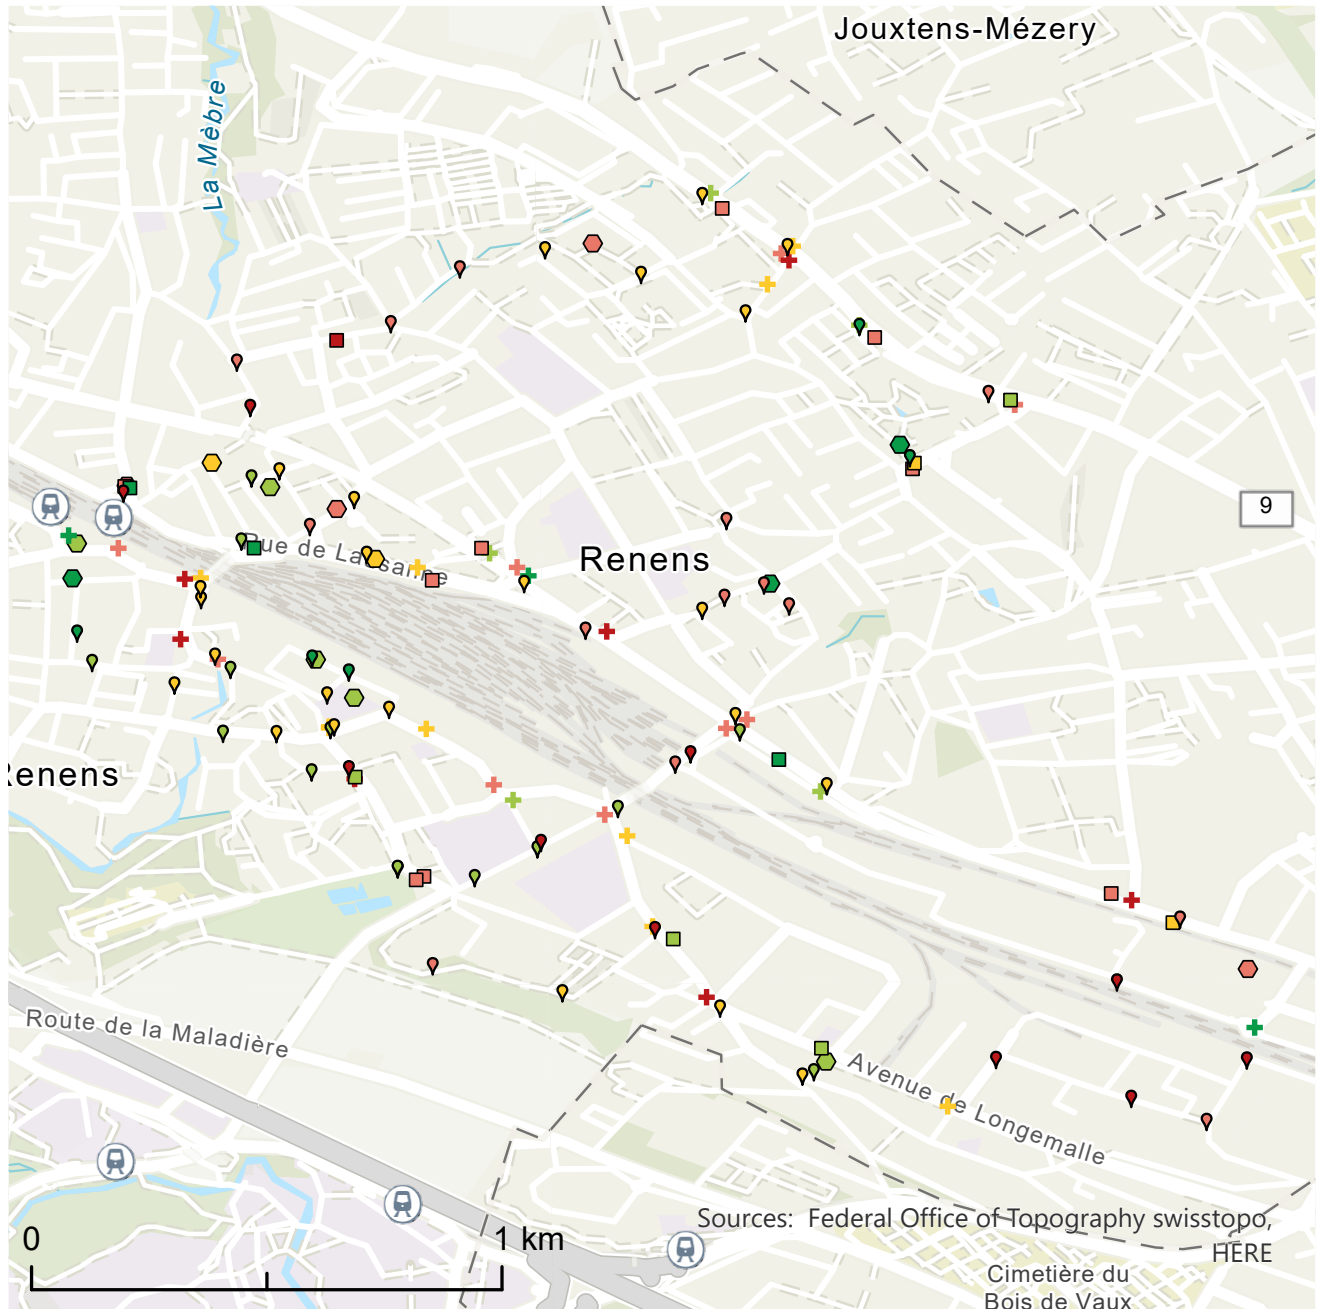 Jouxtens-Mézery
La Mèbre
9
Rue de Lausanne
Renens
Renens
Route de la Maladière
Avenue de Longemalle
Sources: Federal Office of Topography swisstopo,
HERE
0 1 km
Cimetière du
Bois de Vaux